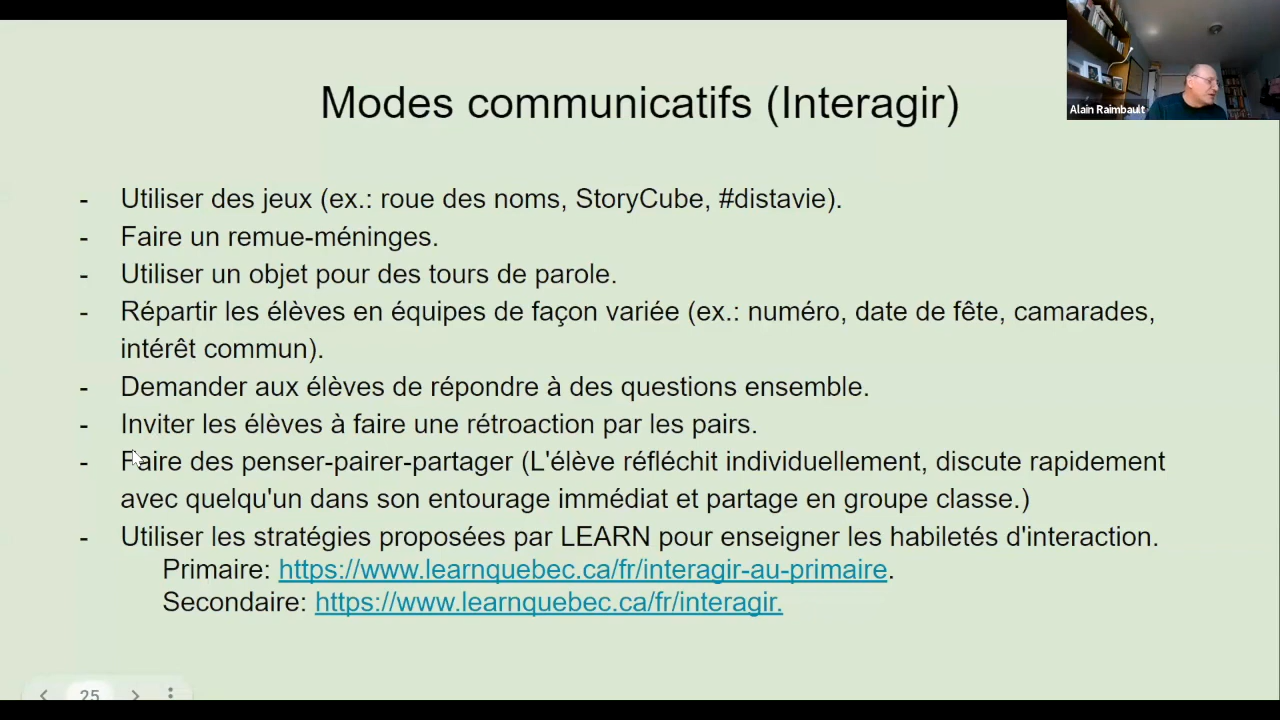 Modes communicatifs (Interagir)
Alain Raimbault
- Utiliser des jeux (ex.: roue des noms, StoryCube, #distavie).
- Faire un remue-méninges.
- Utiliser un objet pour des tours de parole.
- Répartir les élèves en équipes de façon variée (ex.: numéro, date de fête, camarades,
intérêt commun).
- Demander aux élèves de répondre à des questions ensemble.
- Inviter les élèves à faire une rétroaction par les pairs.
- Faire des penser-pairer-partager (L'élève réfléchit individuellement, discute rapidement
avec quelqu'un dans son entourage immédiat et partage en groupe classe.)
- Utiliser les stratégies proposées par LEARN pour enseigner les habiletés d'interaction.
Primaire: https://www.learnquebec.ca/fr/interagir-au-primaire.
Secondaire: https://www.learnquebec.ca/fr/interagir.
25